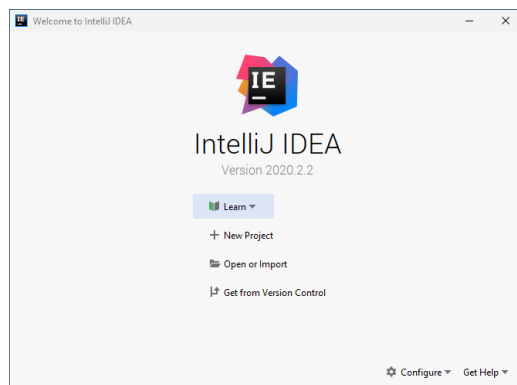 Welcome to IntelliJ IDEA
IE
IntelliJ IDEA
Version 2020.2.2
Learn
New Project
Open or Import
Get from Version Control
Configure
Get Help